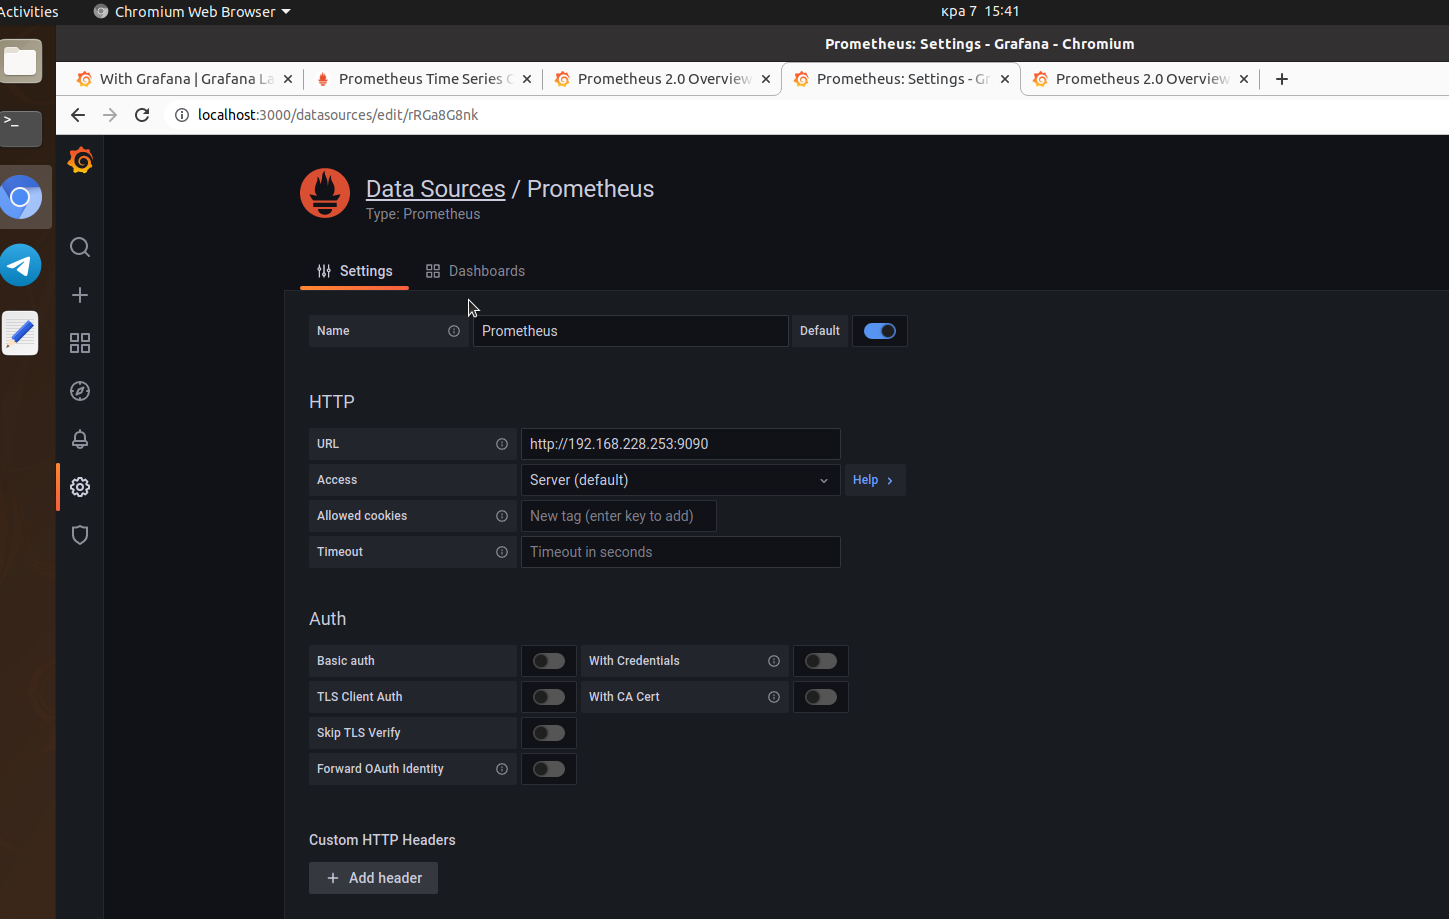 Activities
Chromium Web Browser
кра 7 15:41
Prometheus: Settings - Grafana - Chromium
With Grafana | Grafana La
Prometheus Time Series C
Prometheus 2.0 Overview
Prometheus: Settings - Gr
Prometheus 2.0 Overview
localhost:3000/datasources/edit/rRGa8G8nk
Data Sources / Prometheus
Type: Prometheus
Settings
Dashboards
Name
Prometheus
Default
HTTP
URL
http://192.168.228.253:9090
Access
Server (default)
Help
Allowed cookies
New tag (enter key to add)
Timeout
Timeout in seconds
Auth
Basic auth
With Credentials
TLS Client Auth
With CA Cert
Skip TLS Verify
Forward OAuth Identity
Custom HTTP Headers
Add header